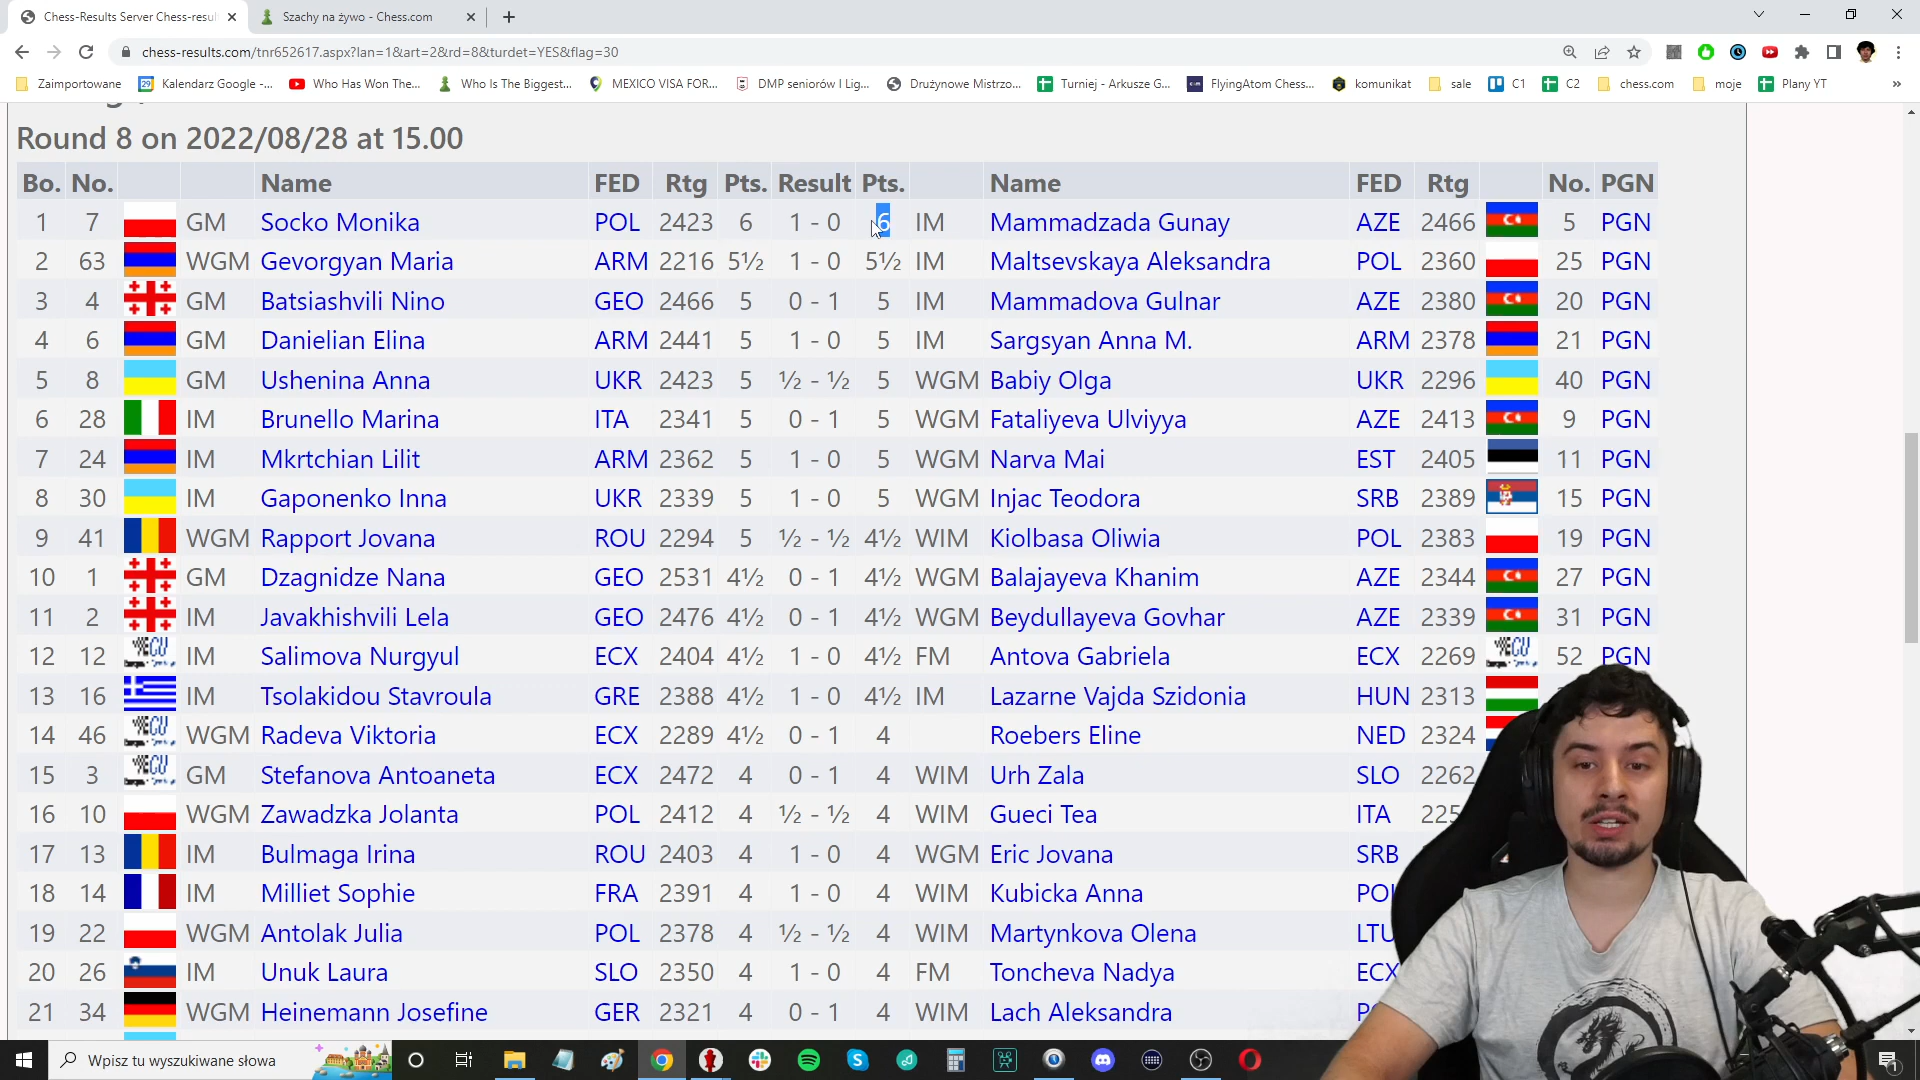 Chess-Results Server Chess-resul
Szachy na żywo - Chess.com
chess-results.com/tnr652617.aspx?lan=1&art=2&rd=8&turdet=YES&flag=30
Zaimportowane
Kalendarz Google -...
Who Has Won The...
Who Is The Biggest...
MEXICO VISA FOR...
DMP seniorów I Lig...
Drużynowe Mistrzo...
Turniej - Arkusze G...
FlyingAtom Chess...
komunikat
sale
C1
C2
chess.com
moje
Plany YT
»
Round 8 on 2022/08/28 at 15.00
Bo. No. Name FED Rtg Pts. Result Pts. Name FED Rtg No. PGN
1 7 GM Socko Monika POL 2423 6 1 - 0 6 IM Mammadzada Gunay AZE 2466 5 PGN
2 63 WGM Gevorgyan Maria ARM 2216 5½ 1 - 0 5½ IM Maltsevskaya Aleksandra POL 2360 25 PGN
3 4 GM Batsiashvili Nino GEO 2466 5 0 - 1 5 IM Mammadova Gulnar AZE 2380 20 PGN
4 6 GM Danielian Elina ARM 2441 5 1 - 0 5 IM Sargsyan Anna M. ARM 2378 21 PGN
5 8 GM Ushenina Anna UKR 2423 5 ½ - ½ 5 WGM Babiy Olga UKR 2296 40 PGN
6 28 IM Brunello Marina ITA 2341 5 0 - 1 5 WGM Fataliyeva Ulviyya AZE 2413 9 PGN
7 24 IM Mkrtchian Lilit ARM 2362 5 1 - 0 5 WGM Narva Mai EST 2405 11 PGN
8 30 IM Gaponenko Inna UKR 2339 5 1 - 0 5 WGM Injac Teodora SRB 2389 15 PGN
9 41 WGM Rapport Jovana ROU 2294 5 ½ - ½ 4½ WIM Kiolbasa Oliwia POL 2383 19 PGN
10 1 GM Dzagnidze Nana GEO 2531 4½ 0 - 1 4½ WGM Balajayeva Khanim AZE 2344 27 PGN
11 2 IM Javakhishvili Lela GEO 2476 4½ 0 - 1 4½ WGM Beydullayeva Govhar AZE 2339 31 PGN
12 12 ECU IM Salimova Nurgyul ECX 2404 4½ 1 - 0 4½ FM Antova Gabriela ECX 2269 ECU 52 PGN
13 16 IM Tsolakidou Stavroula GRE 2388 4½ 1 - 0 4½ IM Lazarne Vajda Szidonia HUN 2313
14 46 ECU WGM Radeva Viktoria ECX 2289 4½ 0 - 1 4 Roebers Eline NED 2324
15 3 ECU GM Stefanova Antoaneta ECX 2472 4 0 - 1 4 WIM Urh Zala SLO 2262
16 10 WGM Zawadzka Jolanta POL 2412 4 ½ - ½ 4 WIM Gueci Tea ITA 225
17 13 IM Bulmaga Irina ROU 2403 4 1 - 0 4 WGM Eric Jovana SRB
18 14 IM Milliet Sophie FRA 2391 4 1 - 0 4 WIM Kubicka Anna PO
19 22 WGM Antolak Julia POL 2378 4 ½ - ½ 4 WIM Martynkova Olena LTU
20 26 IM Unuk Laura SLO 2350 4 1 - 0 4 FM Toncheva Nadya ECX
21 34 WGM Heinemann Josefine GER 2321 4 0 - 1 4 WIM Lach Aleksandra P
Wpisz tu wyszukiwane słowa